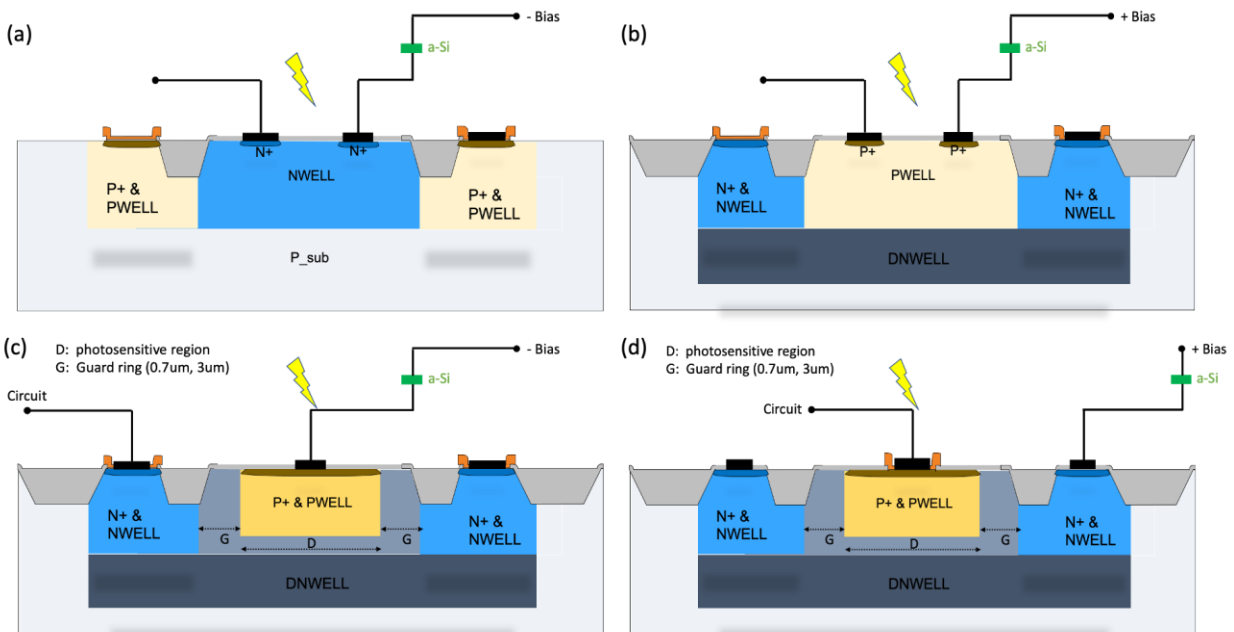 (a)
- Bias
a-Si
N+
N+
NWELL
P+ &
PWELL
P+ &
PWELL
P_sub
(b)
+ Bias
a-Si
P+
P+
PWELL
N+ &
NWELL
N+ &
NWELL
DNWELL
(c)
D: photosensitive region
G: Guard ring (0.7um, 3um)
- Bias
a-Si
Circuit
P+ & PWELL
N+ &
NWELL
N+ &
NWELL
G
D
G
DNWELL
(d)
D: photosensitive region
G: Guard ring (0.7um, 3um)
+ Bias
a-Si
Circuit
P+ & PWELL
N+ &
NWELL
N+ &
NWELL
G
D
G
DNWELL